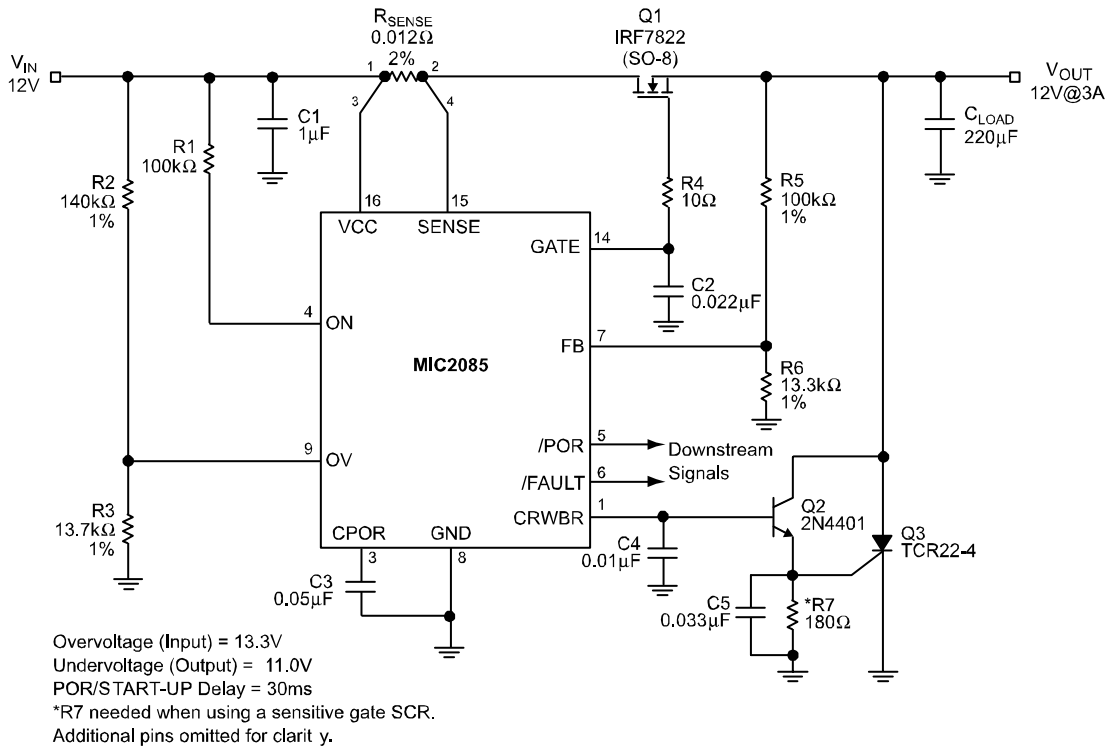 RSENSE
0.012Ω
2%
Q1
IRF7822
(SO-8)
VIN
12V
1
2
3
4
VOUT
12V@3A
C1
1µF
CLOAD
220µF
R1
100kΩ
R2
140kΩ
1%
R4
10Ω
R5
100kΩ
1%
16
15
VCC
SENSE
GATE
14
C2
0.022µF
4
ON
FB
7
MIC2085
R6
13.3kΩ
1%
/POR
5
Downstream
Signals
9
OV
/FAULT
6
CRWBR
1
Q2
2N4401
R3
13.7kΩ
1%
CPOR
GND
3
8
C4
0.01µF
Q3
TCR22-4
C3
0.05µF
C5
0.033µF
*R7
180Ω
Overvoltage (Input) = 13.3V
Undervoltage (Output) = 11.0V
POR/START-UP Delay = 30ms
*R7 needed when using a sensitive gate SCR.
Additional pins omitted for clarit y.